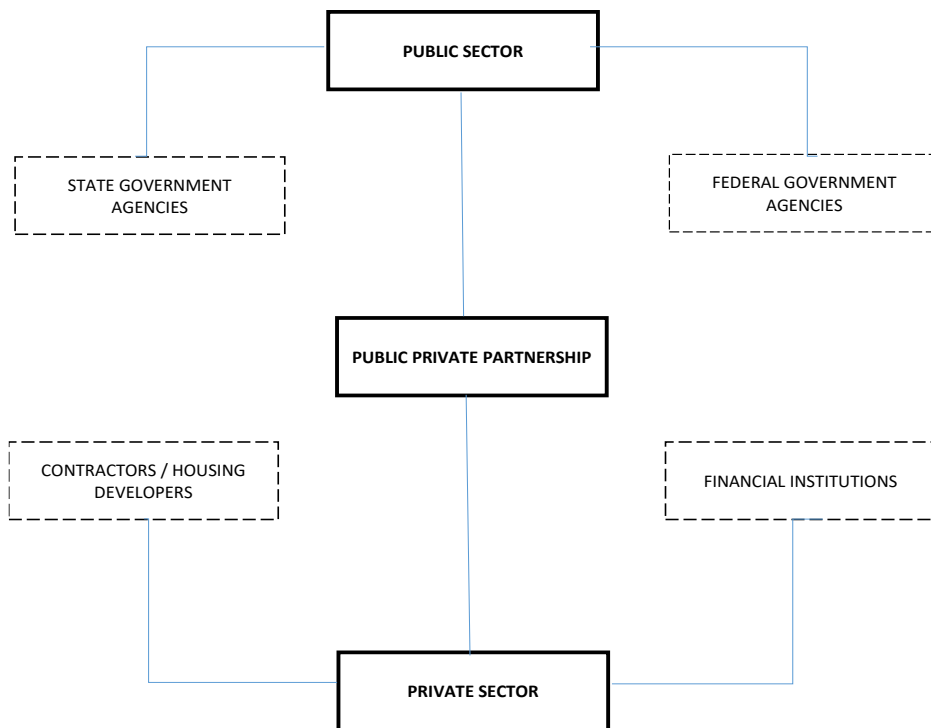 PUBLIC SECTOR
STATE GOVERNMENT
AGENCIES
FEDERAL GOVERNMENT
AGENCIES
PUBLIC PRIVATE PARTNERSHIP
CONTRACTORS / HOUSING
DEVELOPERS
FINANCIAL INSTITUTIONS
PRIVATE SECTOR